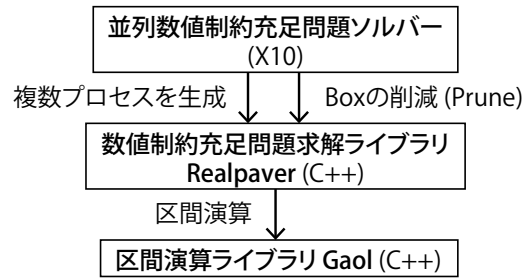 並列数値制約充足問題ソルバー
(X10)
複数プロセスを生成
Boxの削減 (Prune)
数値制約充足問題求解ライブラリ
Realpaver (C++)
区間演算
区間演算ライブラリ Gaol (C++)